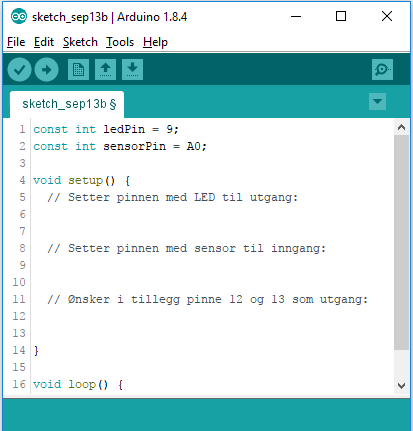 sketch_sep13b | Arduino 1.8.4
File Edit Sketch Tools Help
sketch_sep13b §
1 const int ledPin = 9;
2 const int sensorPin = A0;
3
4 void setup() {
5 // Setter pinnen med LED til utgang:
6
7
8 // Setter pinnen med sensor til inngang:
9
10
11 // Ønsker i tillegg pinne 12 og 13 som utgang:
12
13
14 }
15
16 void loop() {